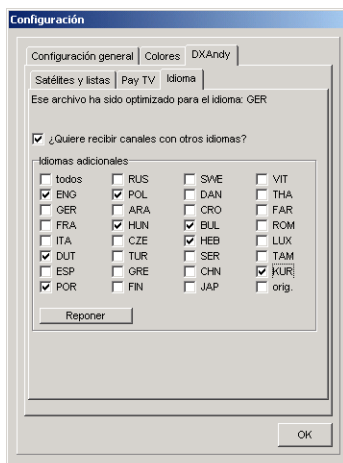 Configuración
Configuración general Colores DXAndy
Satélites y listas Pay TV Idioma
Ese archivo ha sido optimizado para el idioma: GER
¿Quiere recibir canales con otros idiomas?
Idiomas adicionales
todos RUS SWE VIT
ENG POL DAN THA
GER ARA CRO FAR
FRA HUN BUL ROM
ITA CZE HEB LUX
DUT TUR SER TAM
ESP GRE CHN KUR
POR FIN JAP orig.
Reponer
OK